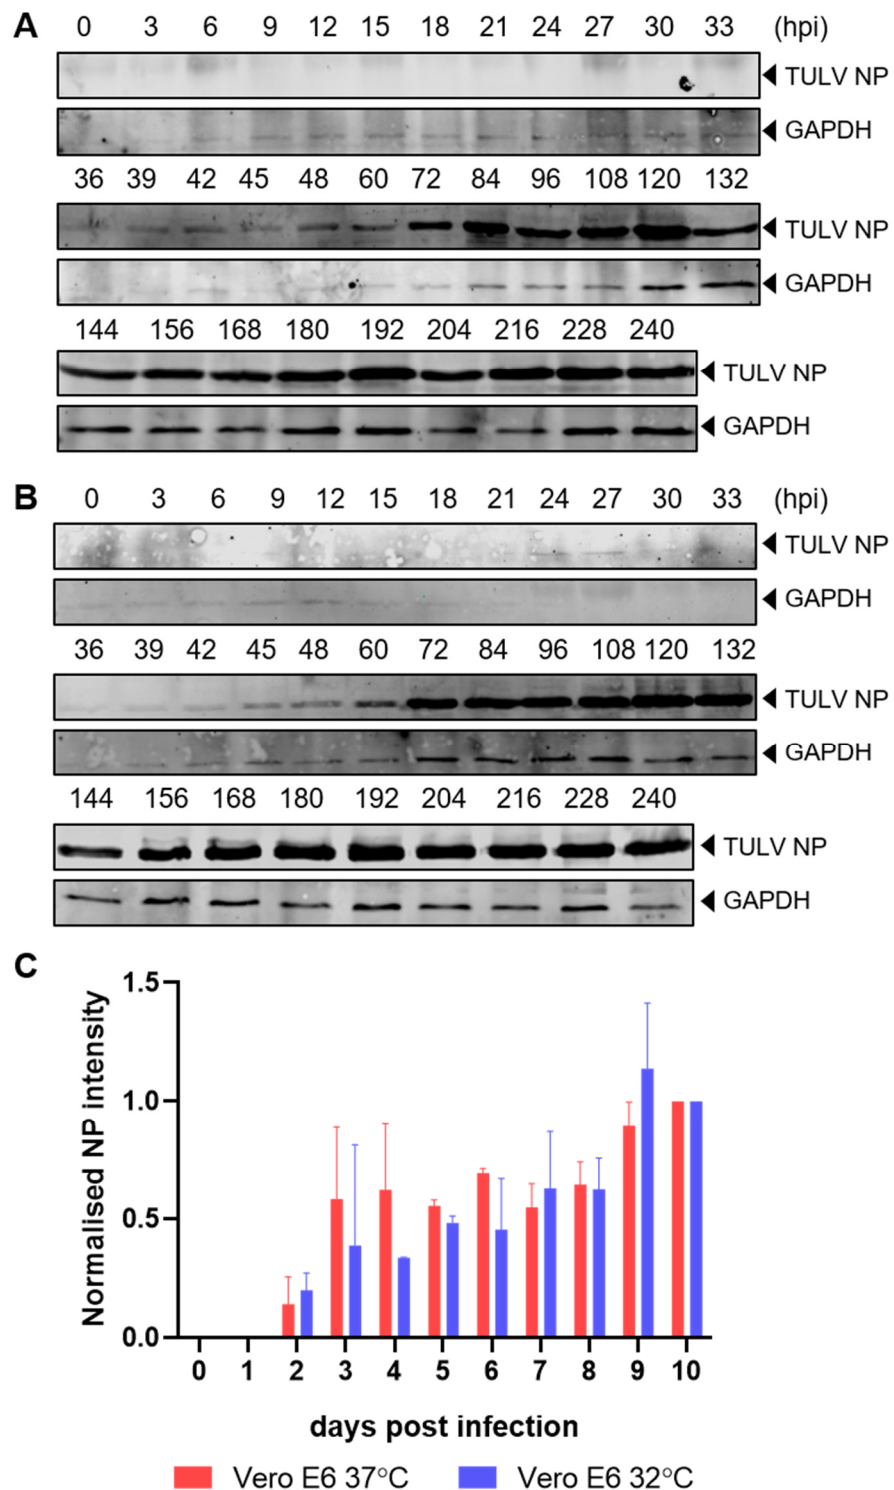 A 0 3 6 9 12 15 18 21 24 27 30 33 (hpi)
TULV NP
GAPDH
36 39 42 45 48 60 72 84 96 108 120 132
TULV NP
GAPDH
144 156 168 180 192 204 216 228 240
TULV NP
GAPDH
B 0 3 6 9 12 15 18 21 24 27 30 33 (hpi)
TULV NP
GAPDH
36 39 42 45 48 60 72 84 96 108 120 132
TULV NP
GAPDH
144 156 168 180 192 204 216 228 240
TULV NP
GAPDH
C
Normalised NP intensity
1.5
1.0
0.5
0.0
0 1 2 3 4 5 6 7 8 9 10
days post infection
Vero E6 37°C Vero E6 32°C